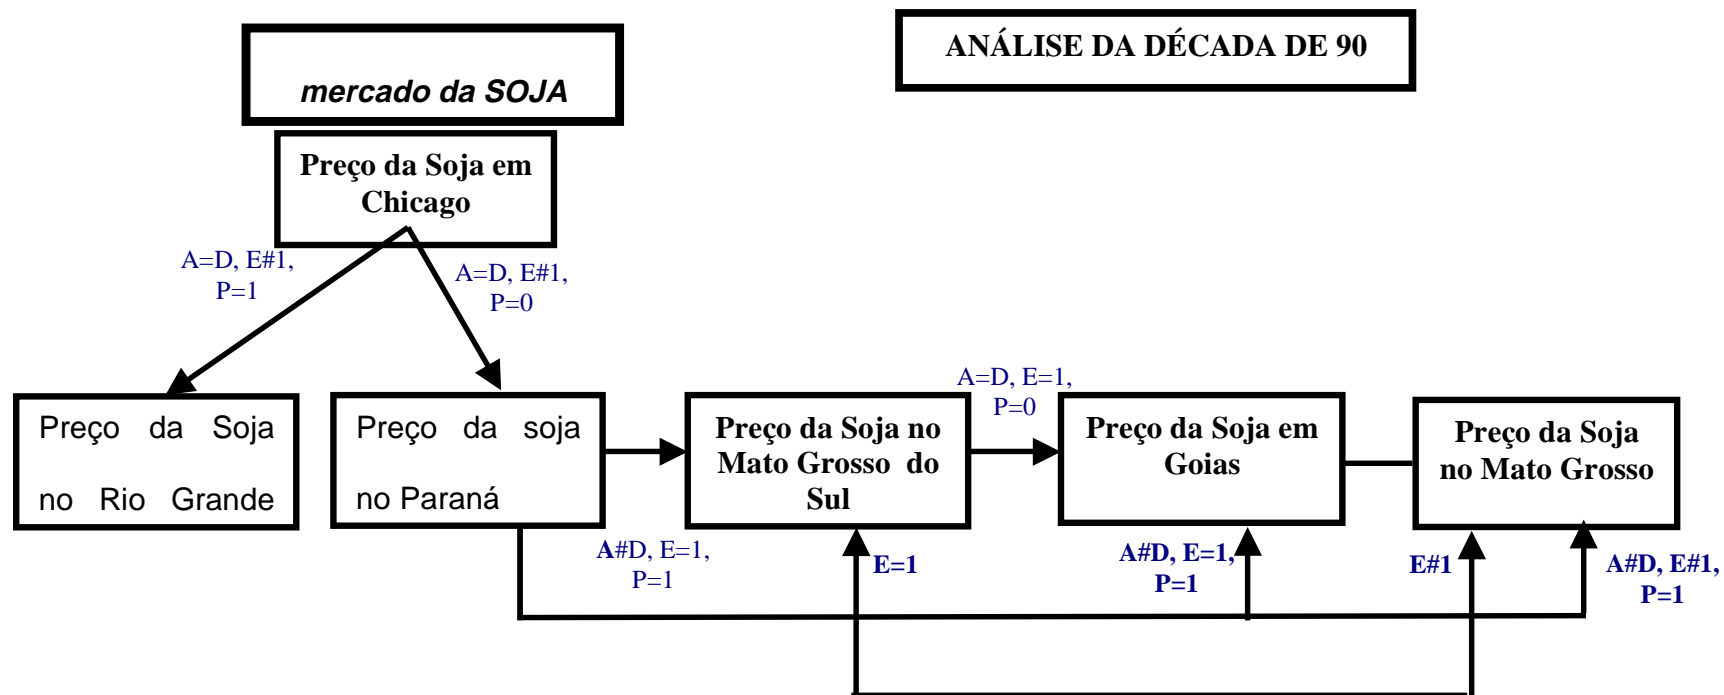 mercado da SOJA
ANÁLISE DA DÉCADA DE 90
Preço da Soja em
Chicago
A=D, E#1,
P=1
A=D, E#1,
P=0
Preço da Soja
no Rio Grande
Preço da soja
no Paraná
A#D, E=1,
P=1
Preço da Soja no
Mato Grosso do
Sul
E=1
A=D, E=1,
P=0
Preço da Soja em
Goias
A#D, E=1,
P=1
Preço da Soja
no Mato Grosso
E#1
A#D, E#1,
P=1